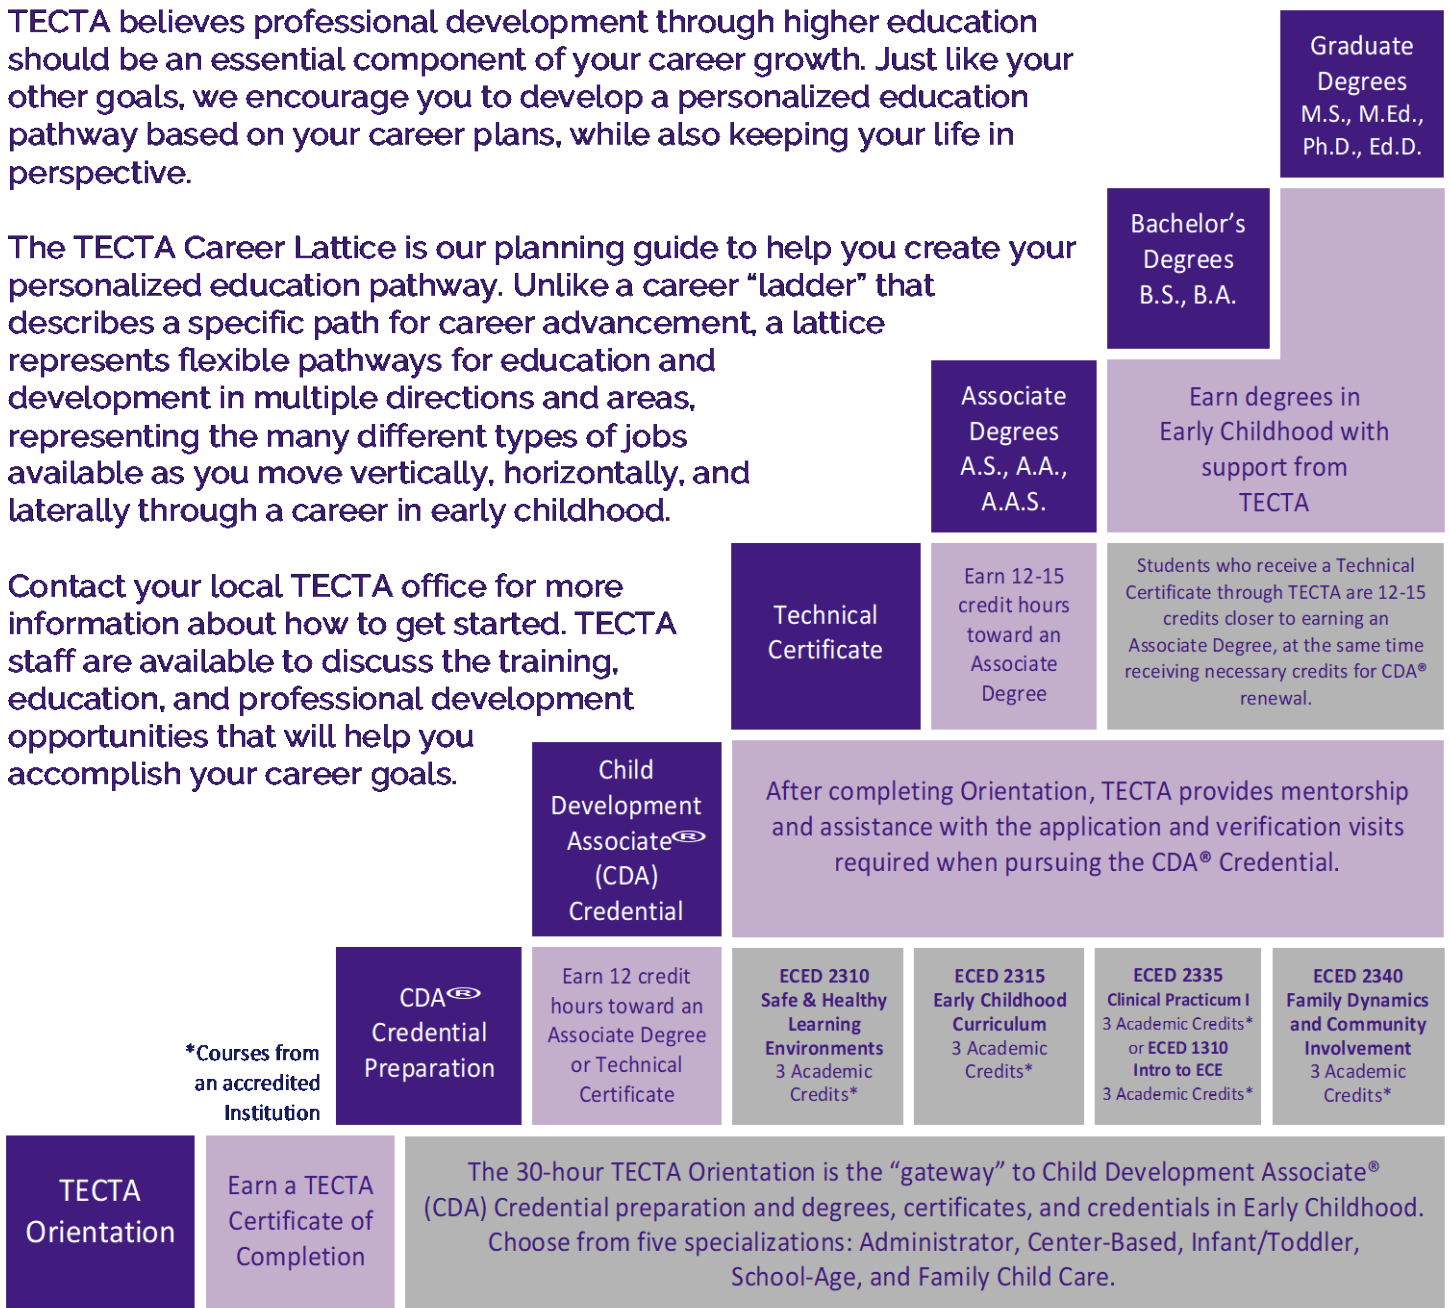 TECTA believes professional development through higher education
should be an essential component of your career growth. Just like your
other goals, we encourage you to develop a personalized education
pathway based on your career plans, while also keeping your life in
perspective.
The TECTA Career Lattice is our planning guide to help you create your
personalized education pathway. Unlike a career “ladder” that
describes a specific path for career advancement, a lattice
represents flexible pathways for education and
development in multiple directions and areas,
representing the many different types of jobs
available as you move vertically, horizontally, and
laterally through a career in early childhood.
Contact your local TECTA office for more
information about how to get started. TECTA
staff are available to discuss the training,
education, and professional development
opportunities that will help you
accomplish your career goals.
Graduate
Degrees
M.S., M.Ed.,
Ph.D., Ed.D.
Bachelor’s
Degrees
B.S., B.A.
Associate
Degrees
A.S., A.A.,
A.A.S.
Earn degrees in
Early Childhood with
support from
TECTA
Technical
Certificate
Earn 12-15
credit hours
toward an
Associate
Degree
Students who receive a Technical
Certificate through TECTA are 12-15
credits closer to earning an
Associate Degree, at the same time
receiving necessary credits for CDA®
renewal.
Child
Development
Associate®
(CDA)
Credential
After completing Orientation, TECTA provides mentorship
and assistance with the application and verification visits
required when pursuing the CDA® Credential.
*Courses from
an accredited
Institution
CDA®
Credential
Preparation
Earn 12 credit
hours toward an
Associate Degree
or Technical
Certificate
ECED 2310
Safe & Healthy
Learning
Environments
3 Academic
Credits*
ECED 2315
Early Childhood
Curriculum
3 Academic
Credits*
ECED 2335
Clinical Practicum I
3 Academic Credits*
or ECED 1310
Intro to ECE
3 Academic Credits*
ECED 2340
Family Dynamics
and Community
Involvement
3 Academic
Credits*
TECTA
Orientation
Earn a TECTA
Certificate of
Completion
The 30-hour TECTA Orientation is the “gateway” to Child Development Associate®
(CDA) Credential preparation and degrees, certificates, and credentials in Early Childhood.
Choose from five specializations: Administrator, Center-Based, Infant/Toddler,
School-Age, and Family Child Care.